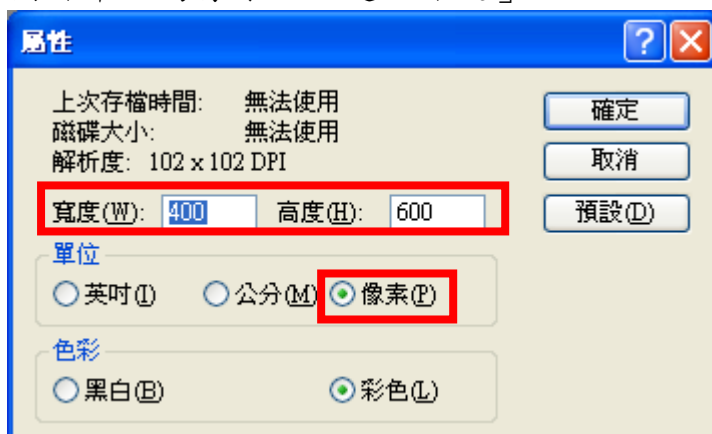 屬性
上次存檔時間: 無法使用
磁碟大小: 無法使用
解析度: 102 x 102 DPI
確定
取消
寬度(W): 400 高度(H): 600
預設(D)
單位
英吋(I) 公分(M) 像素(P)
色彩
黑白(B) 彩色(L)